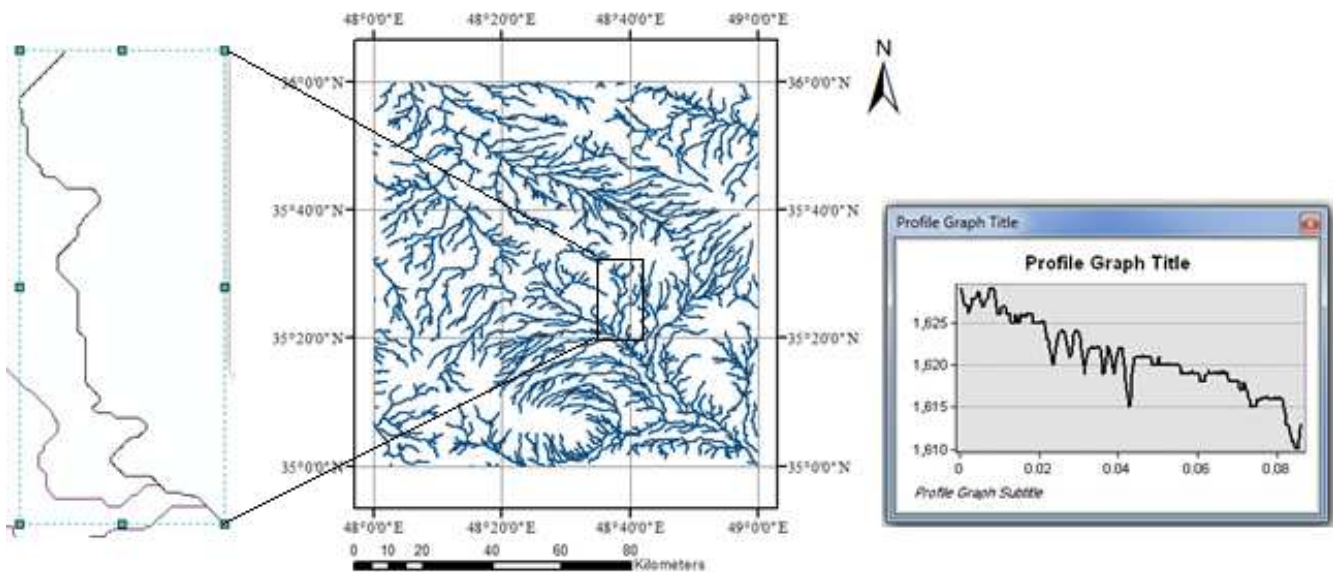 48°0'0"E 48°20'0"E 48°40'0"E 49°0'0"E
N
36°0'0"N 36°0'0"N
35°40'0"N 35°40'0"N
35°20'0"N 35°20'0"N
35°0'0"N 35°0'0"N
48°0'0"E 48°20'0"E 48°40'0"E 49°0'0"E
0 10 20 40 60 80
Kilometers
Profile Graph Title
Profile Graph Title
1,625
1,620
1,615
1,610
0 0.02 0.04 0.06 0.08
Profile Graph Subtitle